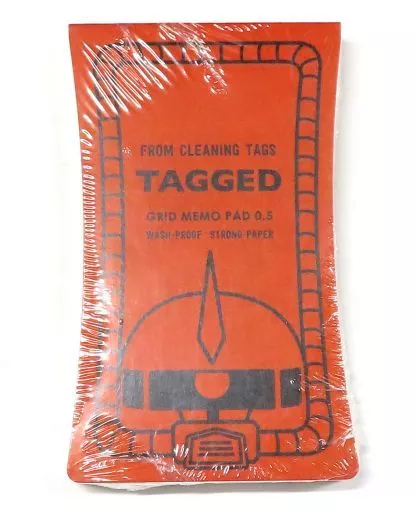 FROM CLEANING TAGS
TAGGED
GRID MEMO PAD 0.5
WASH-PROOF STRONG PAPER